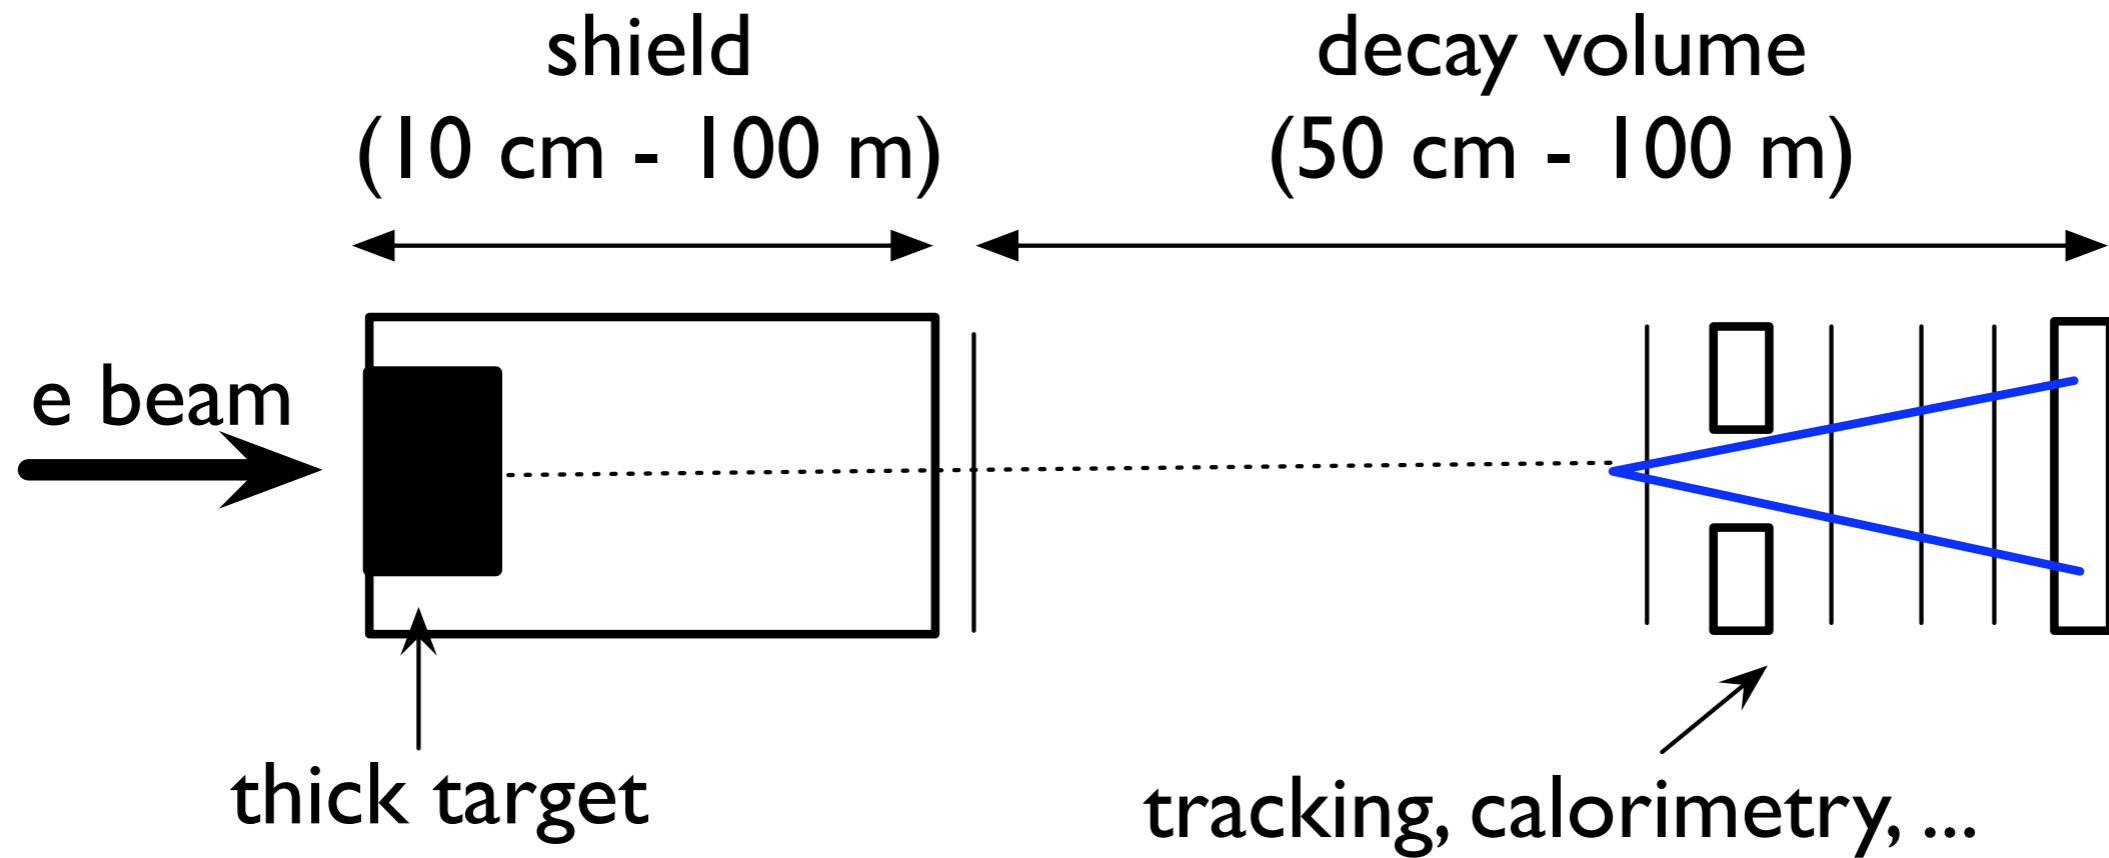 shield
(10 cm - 100 m)
decay volume
(50 cm - 100 m)
e beam
thick target
tracking, calorimetry, ...